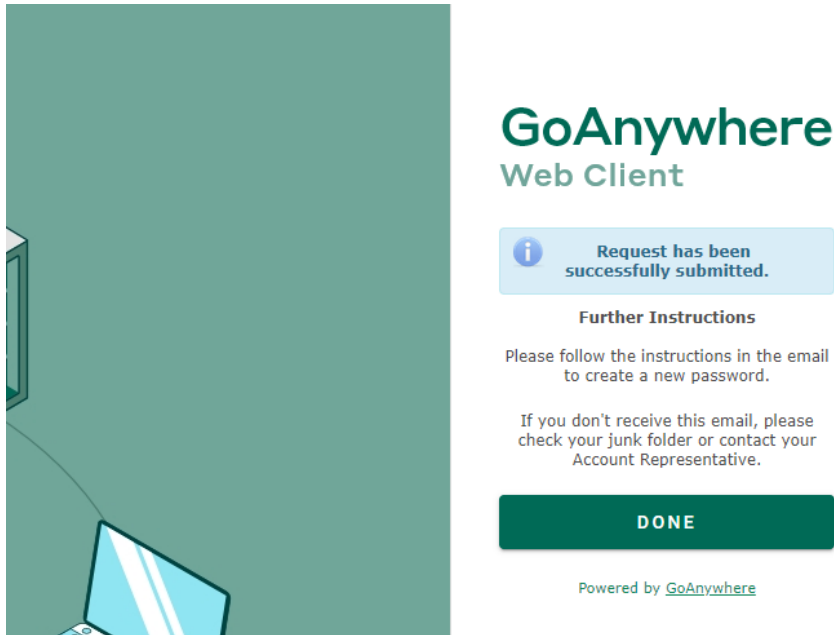 GoAnywhere
Web Client
Request has been
successfully submitted.
Further Instructions
Please follow the instructions in the email
to create a new password.
If you don't receive this email, please
check your junk folder or contact your
Account Representative.
DONE
Powered by GoAnywhere